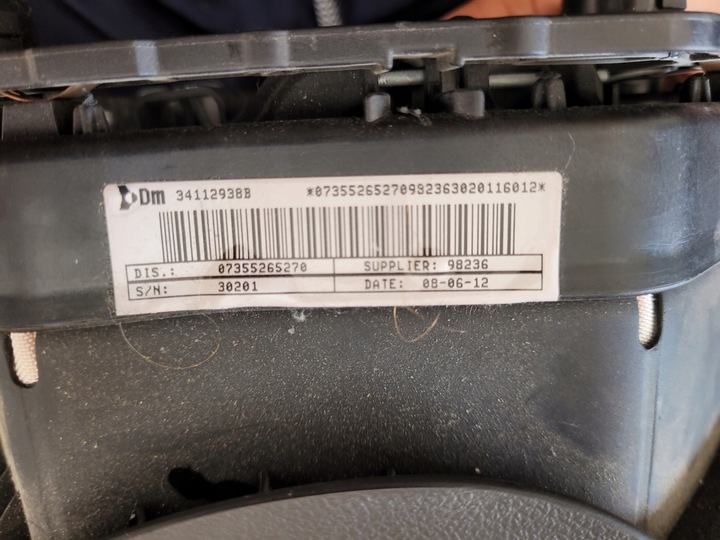 Dm 34112938B *07355265270982363020116012*
DIS.: 07355265270 SUPPLIER: 98236
S/N: 30201 DATE: 08-06-12